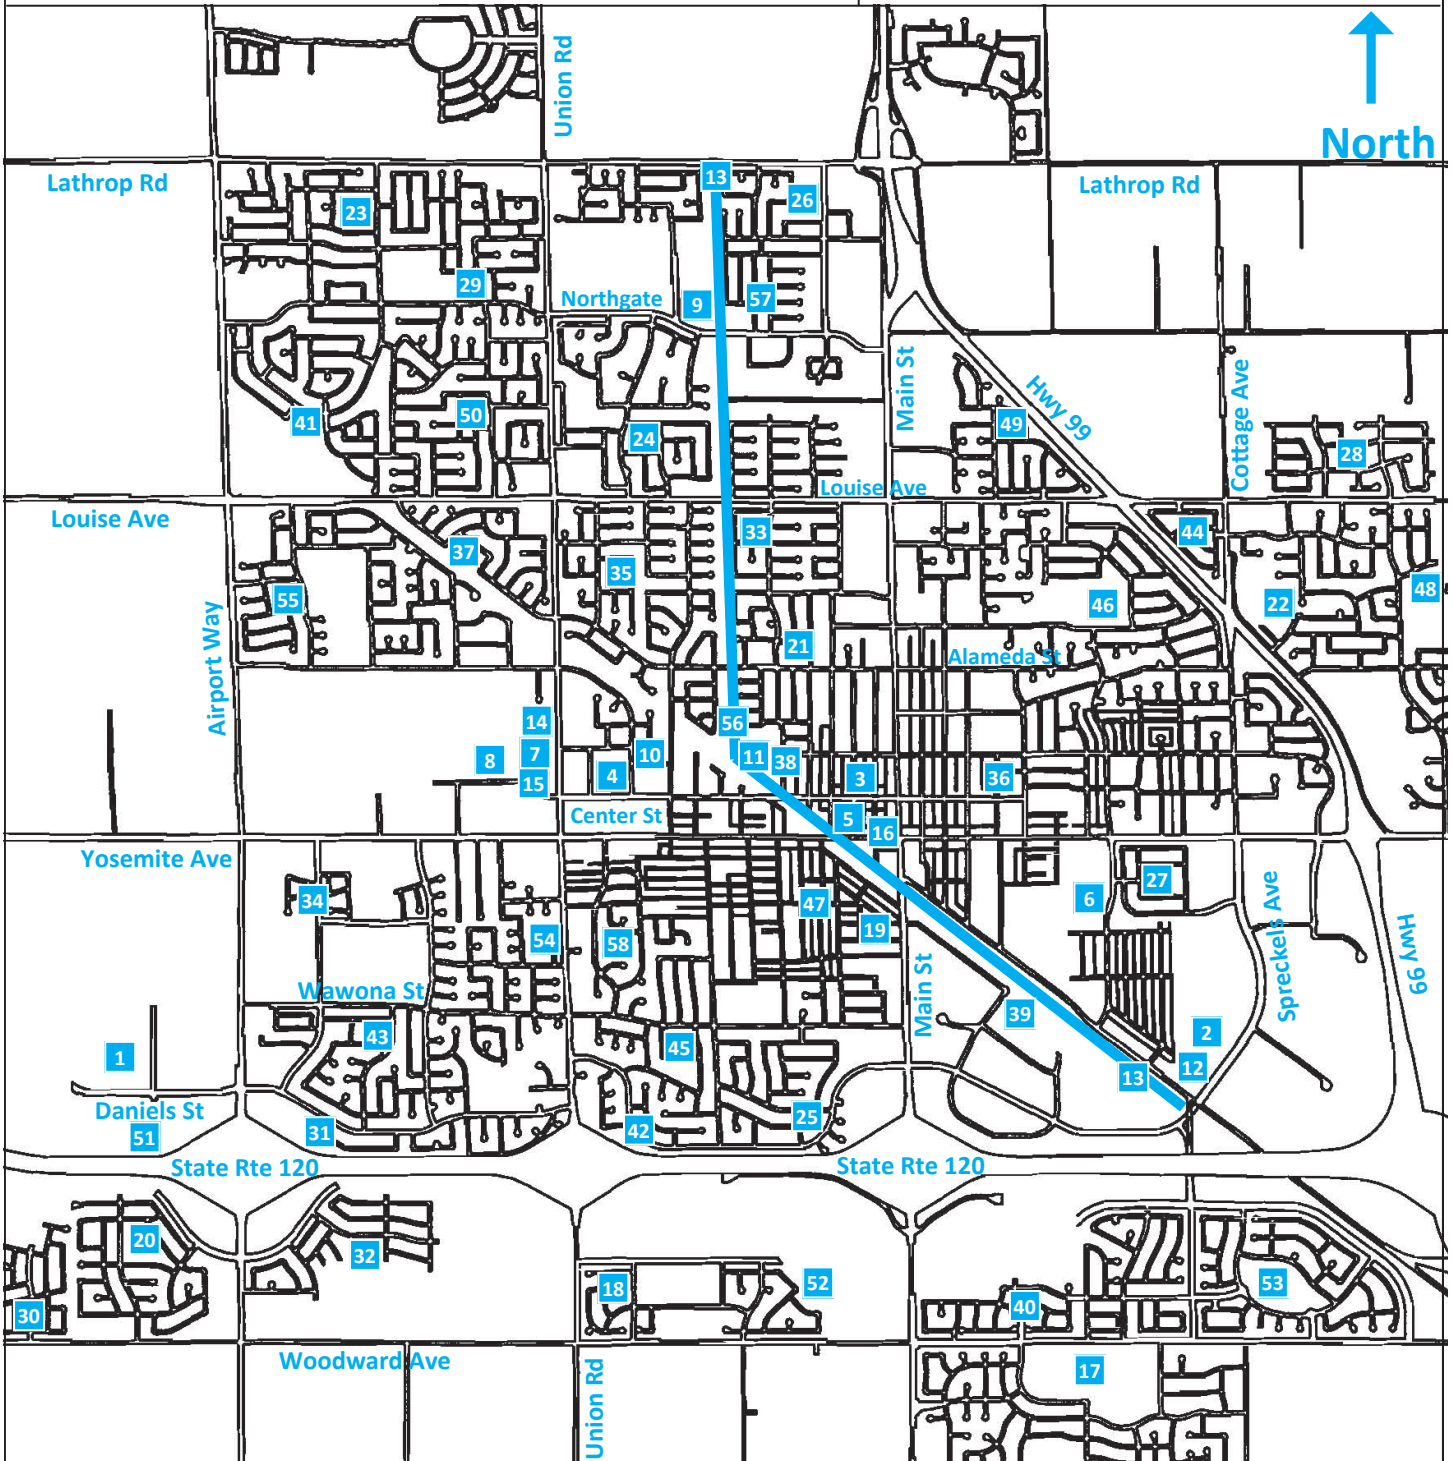 Union Rd
North
Lathrop Rd
13
Lathrop Rd
26
23
29
Northgate
9
57
Main St
Hwy 99
Cottage Ave
41
50
24
49
28
Louise Ave
Louise Ave
37
33
44
35
55
46
22
48
Airport Way
21
Alameda St
14
56
8
7
10
11
38
4
3
36
15
Center St
5
16
Yosemite Ave
34
6
27
47
Spreckels Ave
54
58
19
Hwy 99
Wawona St
Main St
39
43
2
1
45
12
13
Daniels St
25
51
31
42
State Rte 120
State Rte 120
20
32
18
52
53
30
40
Woodward Ave
17
Union Rd